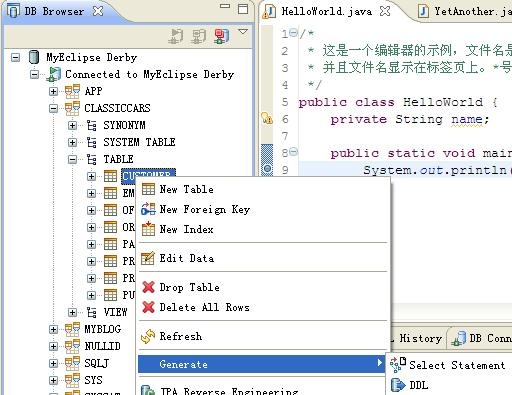 DB Browser
MyEclipse Derby
Connected to MyEclipse Derby
APP
CLASSICCARS
SYNONYM
SYSTEM TABLE
TABLE
CUSTOMER
EM
OF
OR
PA
PR
PR
PU
VIEW
MYBLOG
NULLID
SQLJ
SYS
New Table
New Foreign Key
New Index
Edit Data
Drop Table
Delete All Rows
Refresh
Generate
JPA Reverse Engineering
Select Statement
DDL
HelloWorld.java
YetAnother.j
1 /*
2 * 这是一个编辑器的示例，文件名是
3 * 并且文件名显示在标签页上。*号
4 */
5 public class HelloWorld {
6 private String name;
7
8 public static void main
9 System.out.println(
History
DB Conne